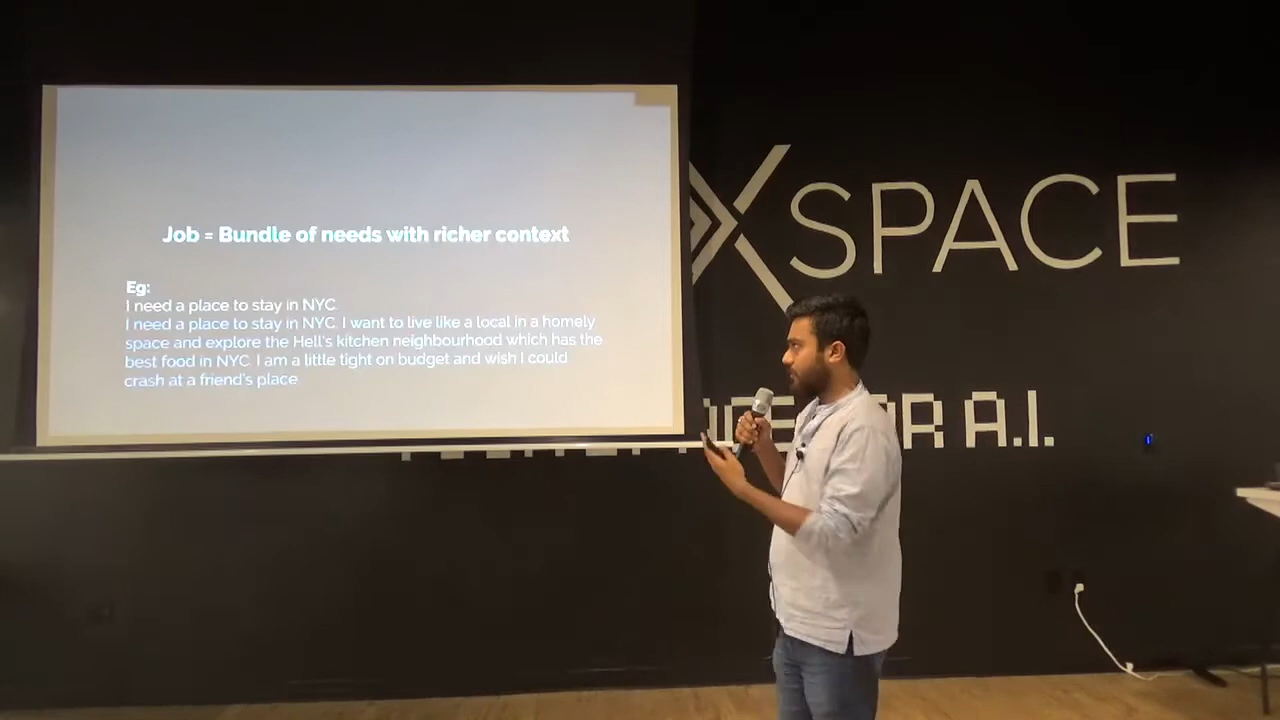 Job = Bundle of needs with richer context
Eg:
I need a place to stay in NYC.
I need a place to stay in NYC. I want to live like a local in a homely
space and explore the Hell's kitchen neighbourhood which has the
best food in NYC. I am a little tight on budget and wish I could
crash at a friend's place
XSPACE
A.I.